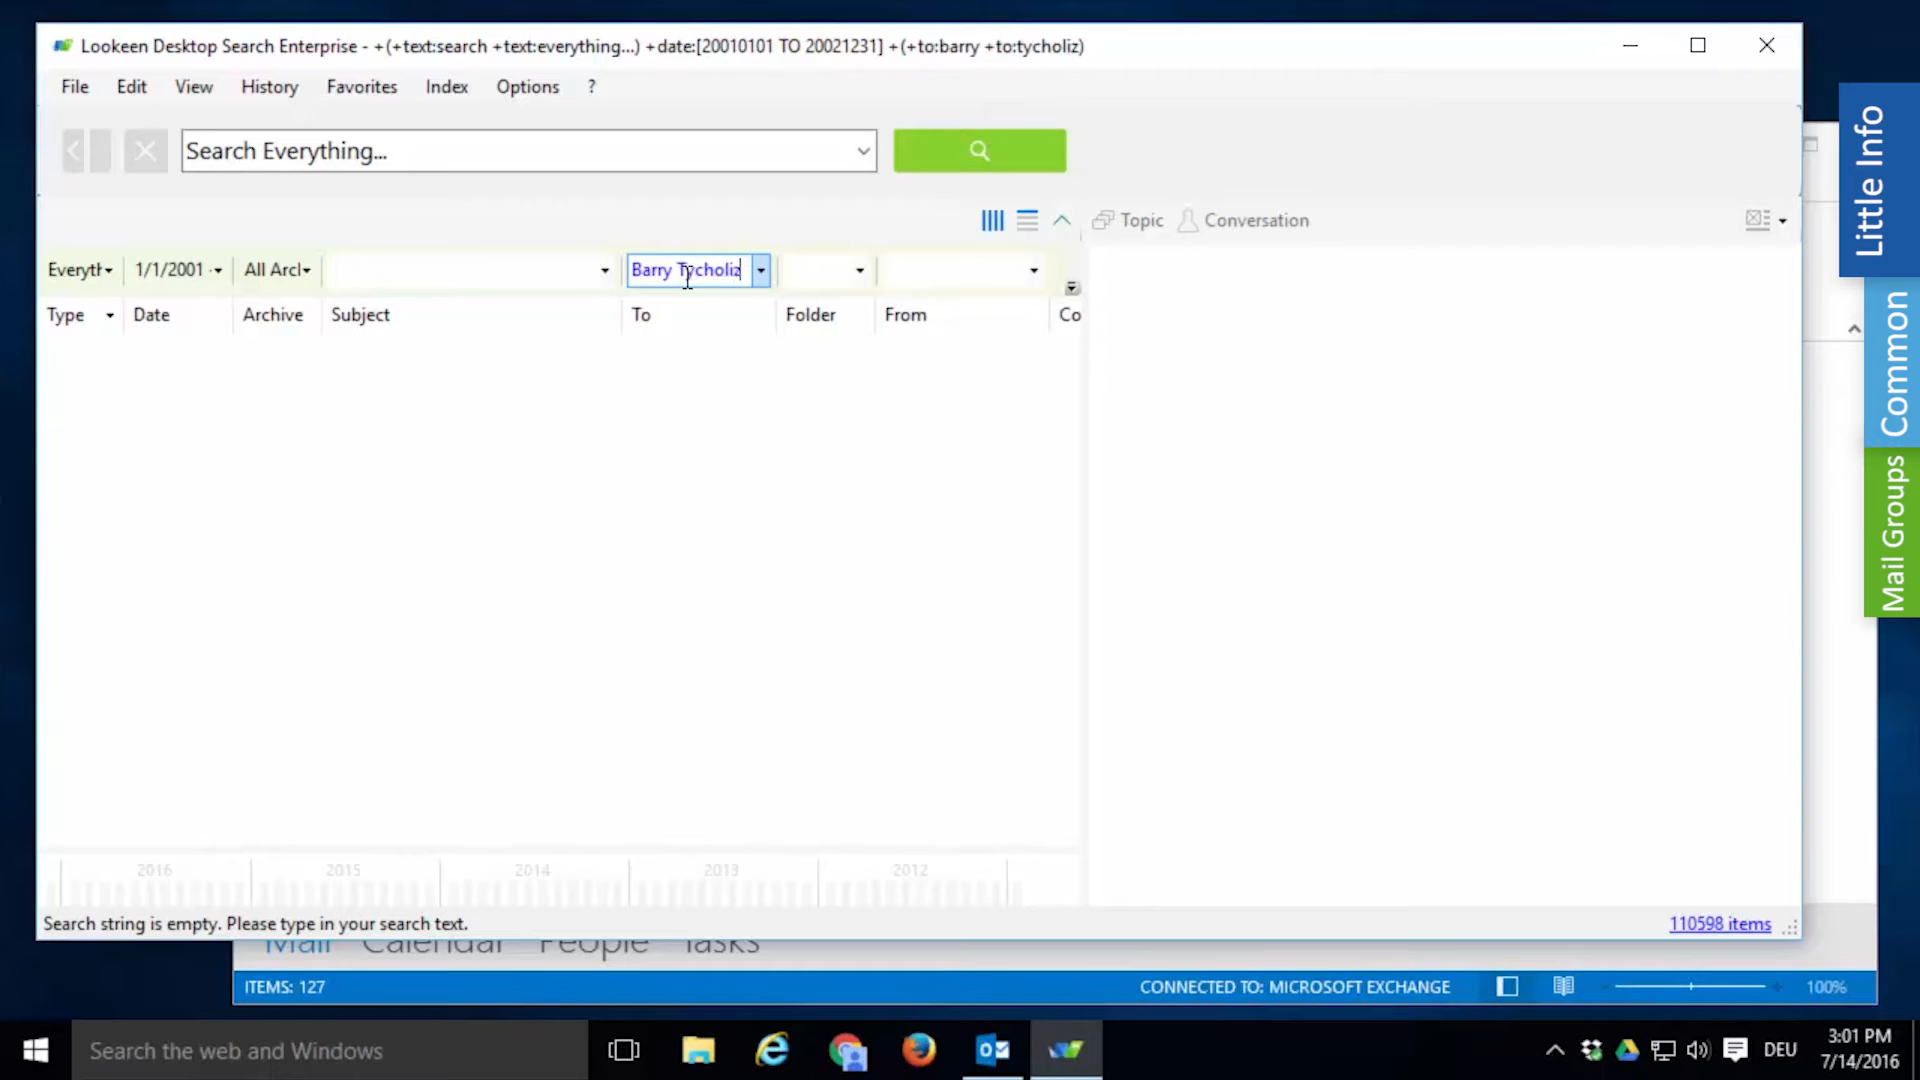 Lookeen Desktop Search Enterprise - +(+text:search +text:everything...) +date:[20010101 TO 20021231] +(+to:barry +to:tycholiz)
File Edit View History Favorites Index Options ?
Search Everything...
Topic Conversation
Everytl 1/1/2001 - All Arcl Barry Tycholiz
Type Date Archive Subject To Folder From Co
2016 2015 2014 2013 2012
Search string is empty. Please type in your search text. 110598 items
Mail Calendar People Tasks
ITEMS: 127 CONNECTED TO: MICROSOFT EXCHANGE 100%
Search the web and Windows
DEU
3:01 PM
7/14/2016
Little Info
Common
Mail Groups